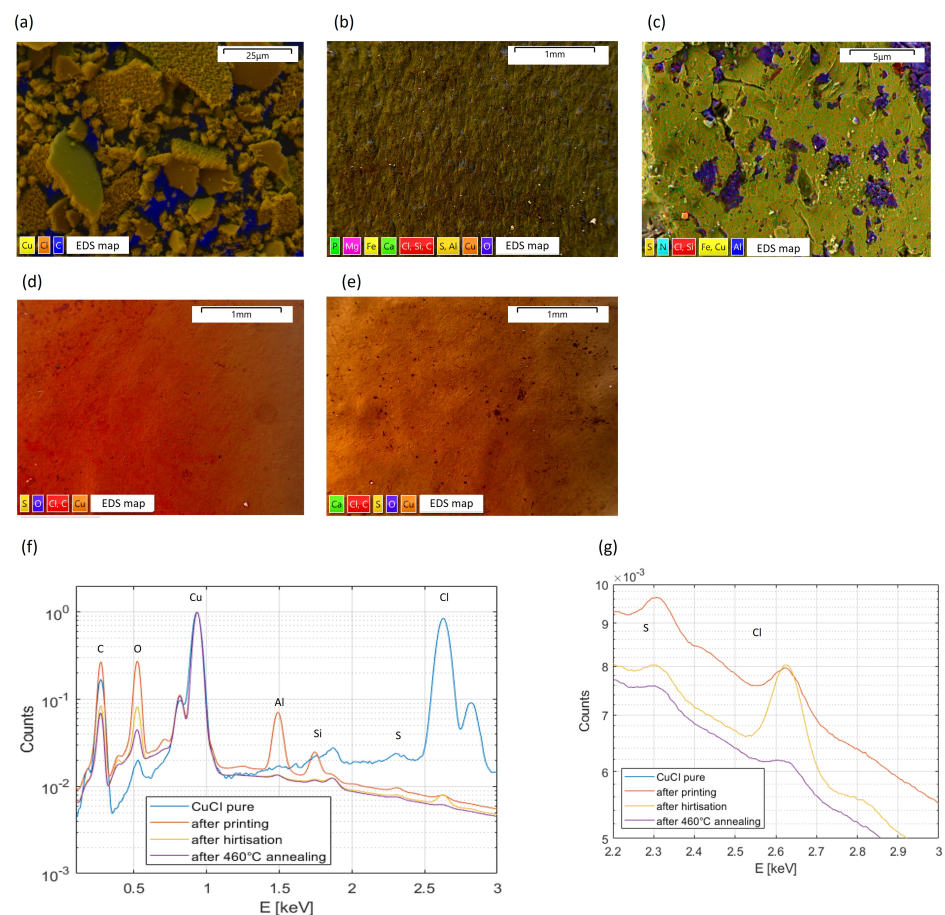 (a)
(b)
(c)
25µm
1mm
5µm
Cu Cl C EDS map
P Mg Fe Ca Cl, Si, C S, Al Cu O EDS map
S N Cl, Si Fe, Cu Al EDS map
(d)
(e)
1mm
1mm
S O Cl, C Cu EDS map
Ca Cl, C S O Cu EDS map
(f)
(g)
C
O
Cu
Al
Si
S
Cl
10⁰
10⁻¹
10⁻²
10⁻³
Counts
CuCl pure
after printing
after hirtisation
after 460°C annealing
0.5 1 1.5 2 2.5 3
E [keV]
×10⁻³
10
9
8
7
6
5
Counts
S
Cl
CuCl pure
after printing
after hirtisation
after 460°C annealing
2.2 2.3 2.4 2.5 2.6 2.7 2.8 2.9 3
E [keV]